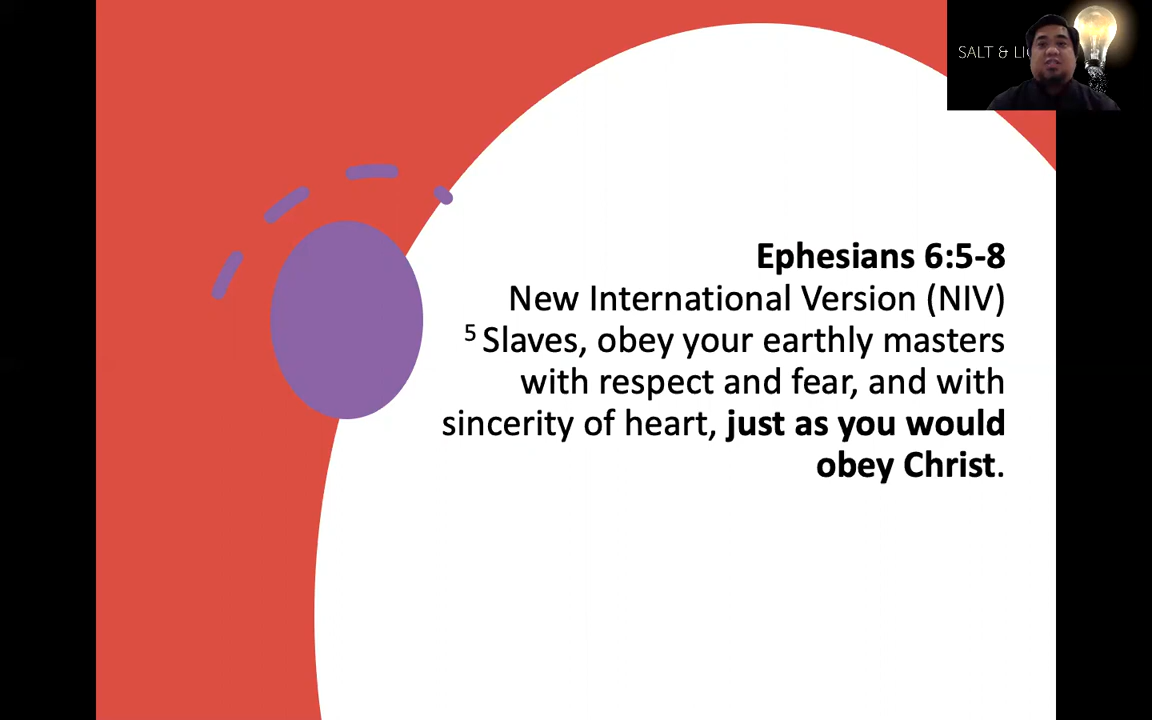 SALT & LI
Ephesians 6:5-8
New International Version (NIV)
5 Slaves, obey your earthly masters
with respect and fear, and with
sincerity of heart, just as you would
obey Christ.